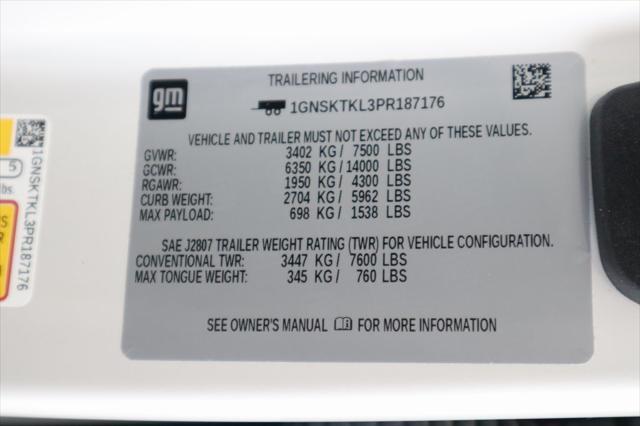 gm
TRAILERING INFORMATION
1GNSKTKL3PR187176
VEHICLE AND TRAILER MUST NOT EXCEED ANY OF THESE VALUES.
GVWR: 3402 KG / 7500 LBS
GCWR: 6350 KG / 14000 LBS
RGAWR: 1950 KG / 4300 LBS
CURB WEIGHT: 2704 KG / 5962 LBS
MAX PAYLOAD: 698 KG / 1538 LBS
SAE J2807 TRAILER WEIGHT RATING (TWR) FOR VEHICLE CONFIGURATION.
CONVENTIONAL TWR: 3447 KG / 7600 LBS
MAX TONGUE WEIGHT: 345 KG / 760 LBS
SEE OWNER'S MANUAL FOR MORE INFORMATION
1GNSKTKL3PR187176
5
lbs.